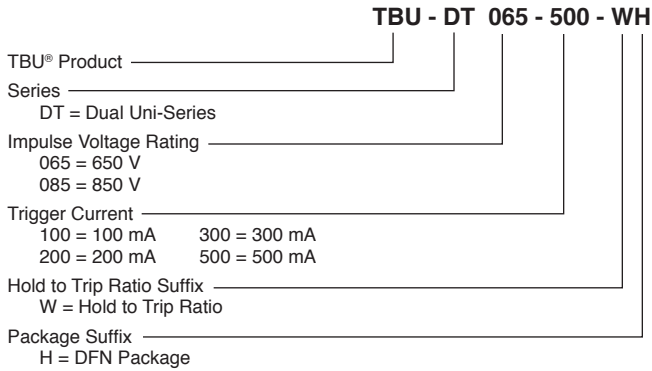 TBU - DT 065 - 500 - WH
TBU® Product
Series
DT = Dual Uni-Series
Impulse Voltage Rating
065 = 650 V
085 = 850 V
Trigger Current
100 = 100 mA 300 = 300 mA
200 = 200 mA 500 = 500 mA
Hold to Trip Ratio Suffix
W = Hold to Trip Ratio
Package Suffix
H = DFN Package